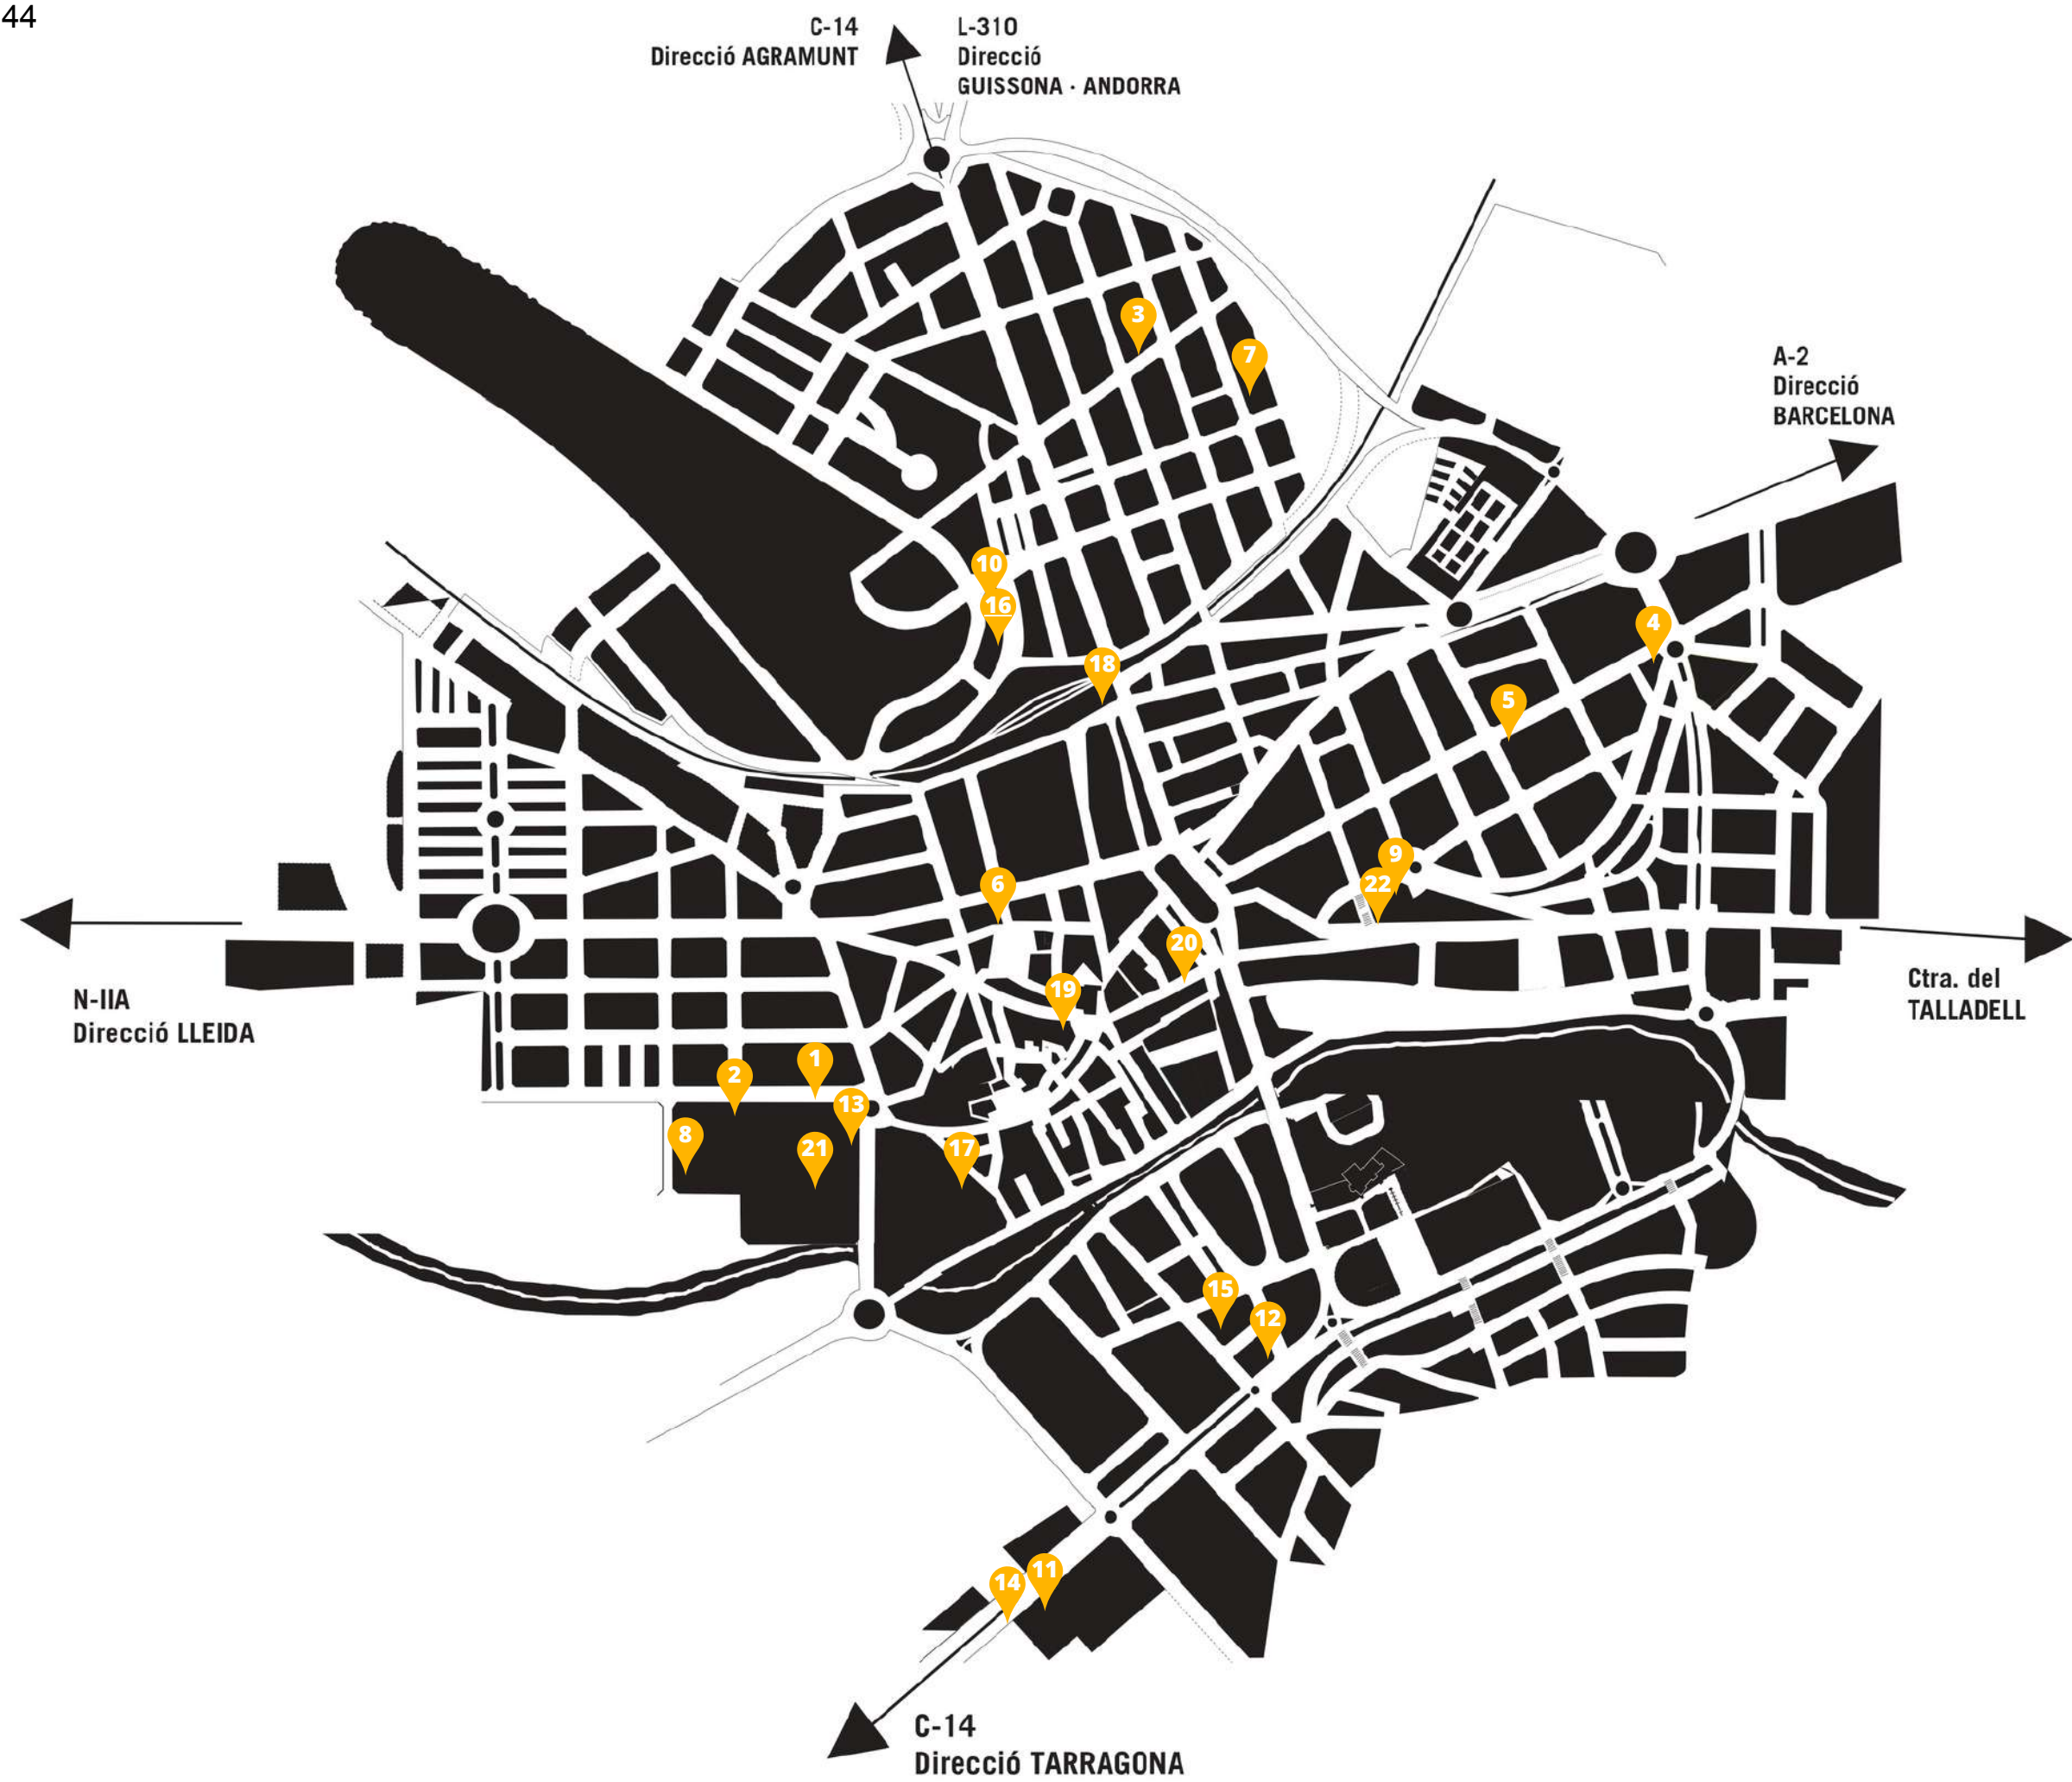 44
C-14
Direcció AGRAMUNT
L-310
Direcció
GUISSONA · ANDORRA
3
7
A-2
Direcció
BARCELONA
10
16
4
18
5
9
6
22
20
19
N-IIA
Direcció LLEIDA
Ctra. del
TALLADELL
1
2
13
8
21
17
15
12
11
14
C-14
Direcció TARRAGONA